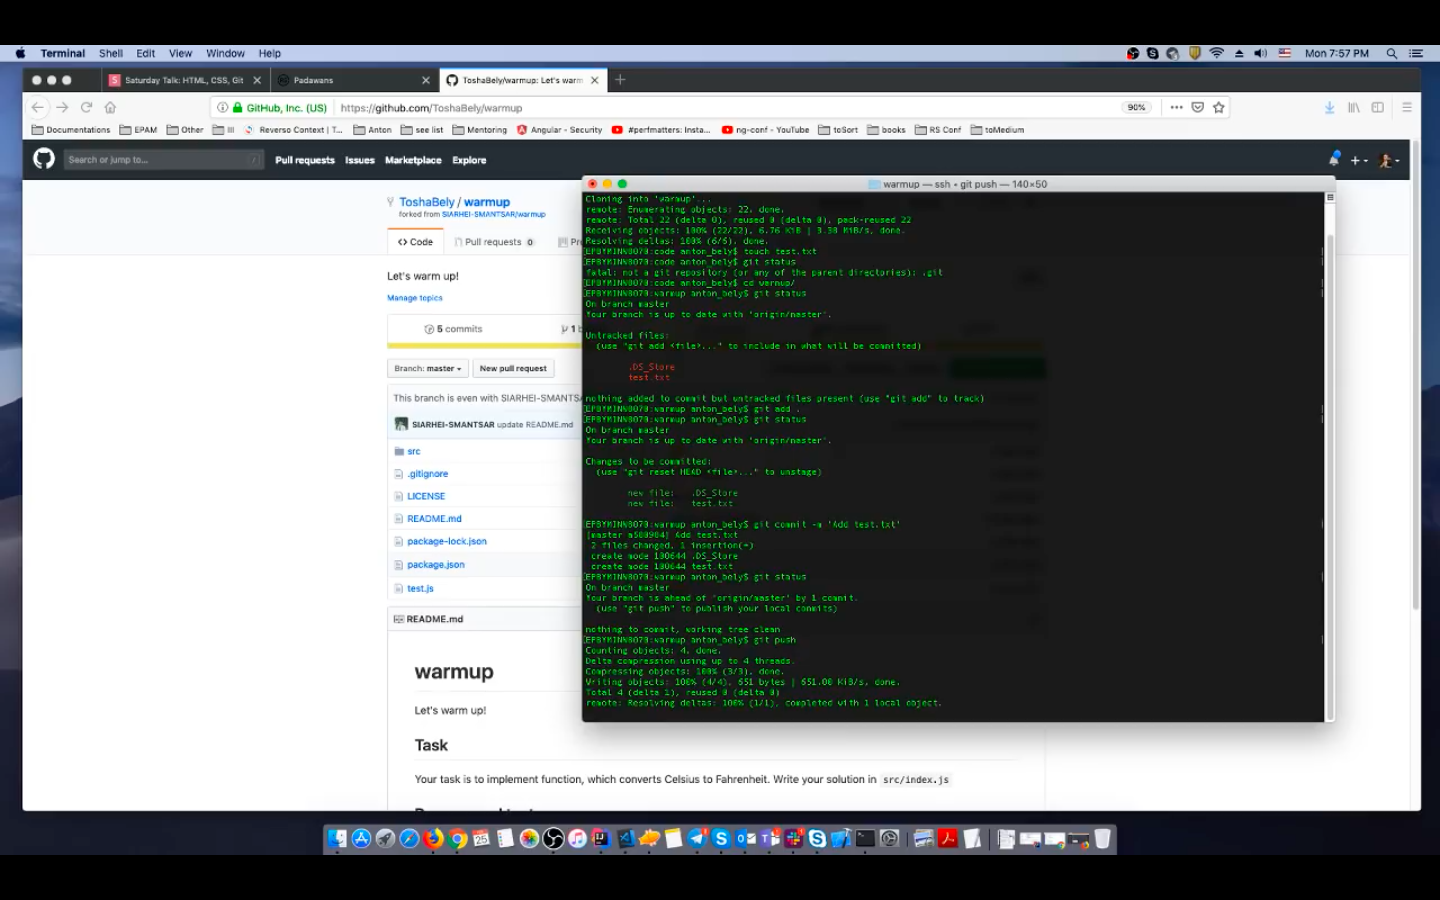 Terminal Shell Edit View Window Help Mon 7:57 PM
Saturday Talk: HTML, CSS, Git
Padawans
ToshaBely/warmup: Let's warm
GitHub, Inc. (US) https://github.com/ToshaBely/warmup 90%
Documentations EPAM Other III Reverso Context | T... Anton see list Mentoring Angular - Security #perfmatters: Insta... ng-conf - YouTube toSort books RS Conf toMedium
Search or jump to... / Pull requests Issues Marketplace Explore
ToshaBely / warmup
forked from SIARHEI-SMANTSAR/warmup
Code Pull requests 0
Let's warm up!
Manage topics
5 commits 1
Branch: master New pull request
This branch is even with SIARHEI-SMANTSA
SIARHEI-SMANTSAR update README.md
src
.gitignore
LICENSE
README.md
package-lock.json
package.json
test.js
README.md
warmup
Let's warm up!
Task
Your task is to implement function, which converts Celsius to Fahrenheit. Write your solution in src/index.js
warmup — ssh • git push — 140×50
Cloning into 'warmup'...
remote: Enumerating objects: 22, done.
remote: Total 22 (delta 0), reused 0 (delta 0), pack-reused 22
Receiving objects: 100% (22/22), 6.76 KiB | 3.38 MiB/s, done.
Resolving deltas: 100% (6/6), done.
EPBYMINW8070:code anton_bely$ touch test.txt
EPBYMINW8070:code anton_bely$ git status
fatal: not a git repository (or any of the parent directories): .git
EPBYMINW8070:code anton_bely$ cd warmup/
EPBYMINW8070:warmup anton_bely$ git status
On branch master
Your branch is up to date with 'origin/master'.
Untracked files:
(use "git add <file>..." to include in what will be committed)
.DS_Store
test.txt
nothing added to commit but untracked files present (use "git add" to track)
EPBYMINW8070:warmup anton_bely$ git add .
EPBYMINW8070:warmup anton_bely$ git status
On branch master
Your branch is up to date with 'origin/master'.
Changes to be committed:
(use "git reset HEAD <file>..." to unstage)
new file: .DS_Store
new file: test.txt
EPBYMINW8070:warmup anton_bely$ git commit -m 'Add test.txt'
[master a500904] Add test.txt
2 files changed, 1 insertion(+)
create mode 100644 .DS_Store
create mode 100644 test.txt
EPBYMINW8070:warmup anton_bely$ git status
On branch master
Your branch is ahead of 'origin/master' by 1 commit.
(use "git push" to publish your local commits)
nothing to commit, working tree clean
EPBYMINW8070:warmup anton_bely$ git push
Counting objects: 4, done.
Delta compression using up to 4 threads.
Compressing objects: 100% (3/3), done.
Writing objects: 100% (4/4), 651 bytes | 651.00 KiB/s, done.
Total 4 (delta 1), reused 0 (delta 0)
remote: Resolving deltas: 100% (1/1), completed with 1 local object.